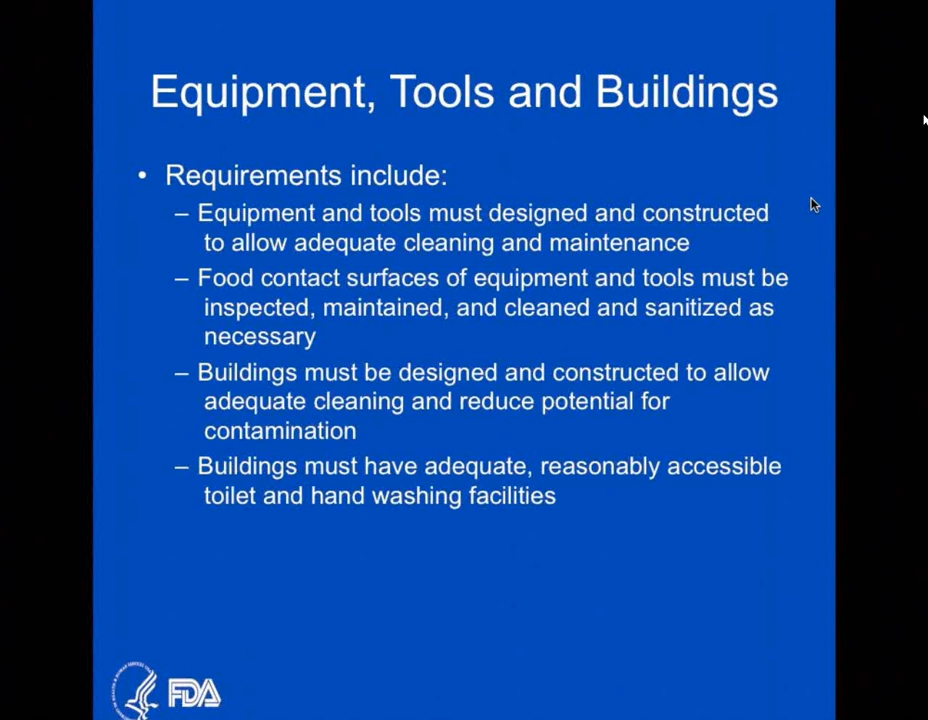 Equipment, Tools and Buildings
• Requirements include:
– Equipment and tools must designed and constructed
to allow adequate cleaning and maintenance
– Food contact surfaces of equipment and tools must be
inspected, maintained, and cleaned and sanitized as
necessary
– Buildings must be designed and constructed to allow
adequate cleaning and reduce potential for
contamination
– Buildings must have adequate, reasonably accessible
toilet and hand washing facilities
FDA